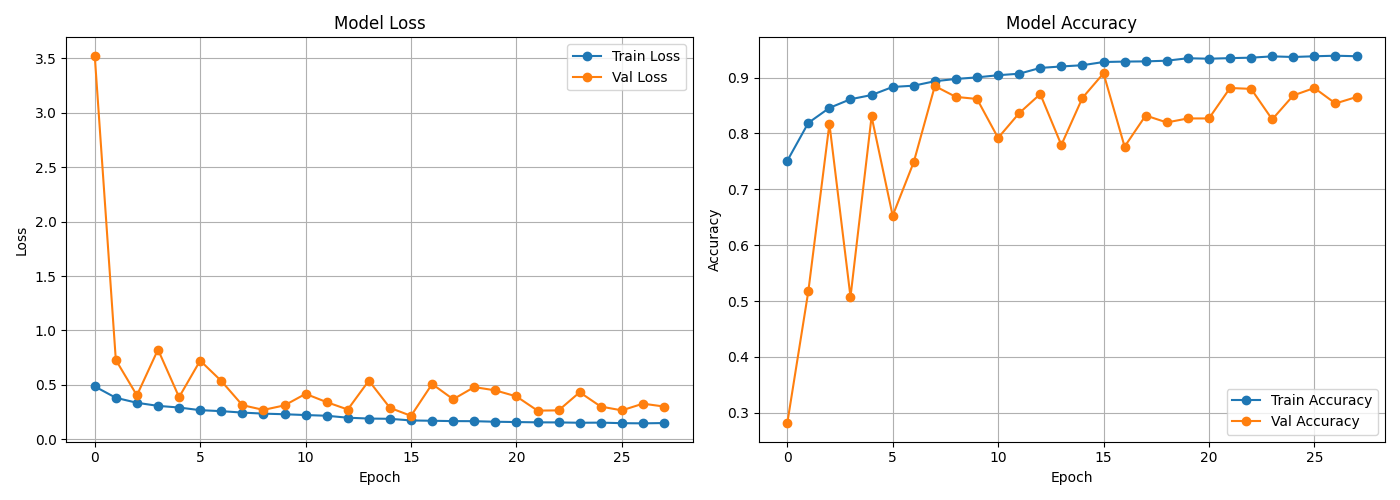 Model Loss
Loss
3.5
3.0
2.5
2.0
1.5
1.0
0.5
0.0
Train Loss
Val Loss
0 5 10 15 20 25
Epoch
Model Accuracy
Accuracy
0.9
0.8
0.7
0.6
0.5
0.4
0.3
Train Accuracy
Val Accuracy
0 5 10 15 20 25
Epoch